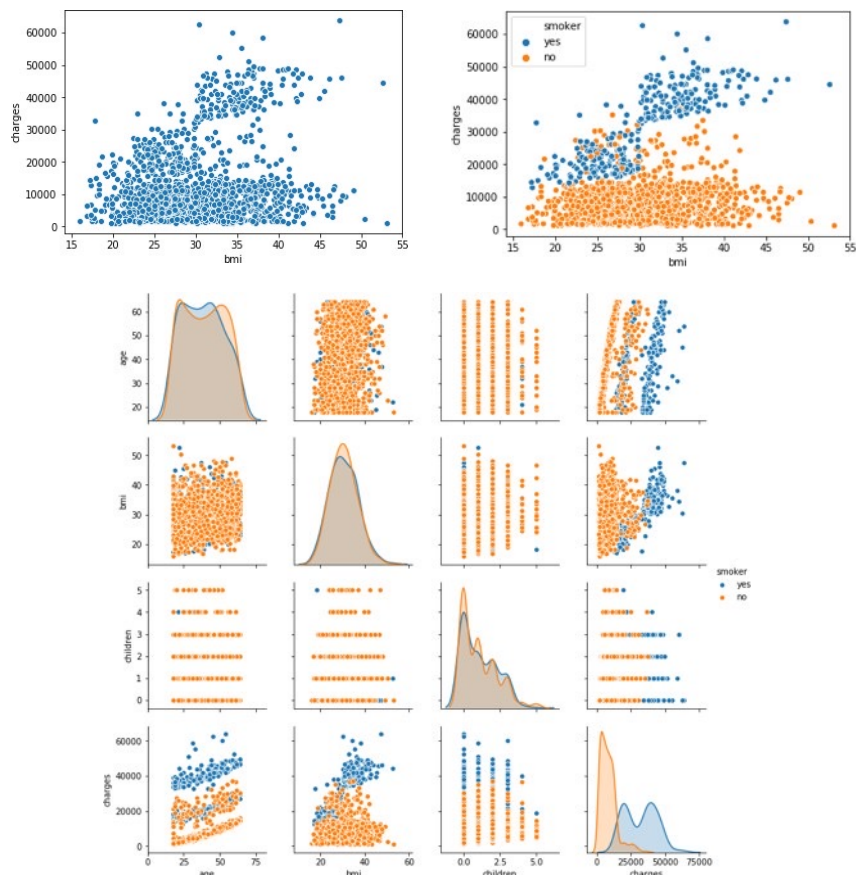 60000
50000
40000
30000
20000
10000
0
charges
15 20 25 30 35 40 45 50 55
bmi
smoker
yes
no
60000
50000
40000
30000
20000
10000
0
charges
15 20 25 30 35 40 45 50 55
bmi
60
50
40
30
20
age
50
40
30
20
bmi
smoker
yes
no
5
4
3
2
1
0
children
60000
40000
20000
0
charges
0 25 50 75
age
20 40 60
bmi
0.0 2.5 5.0
children
0 25000 50000 75000
charges